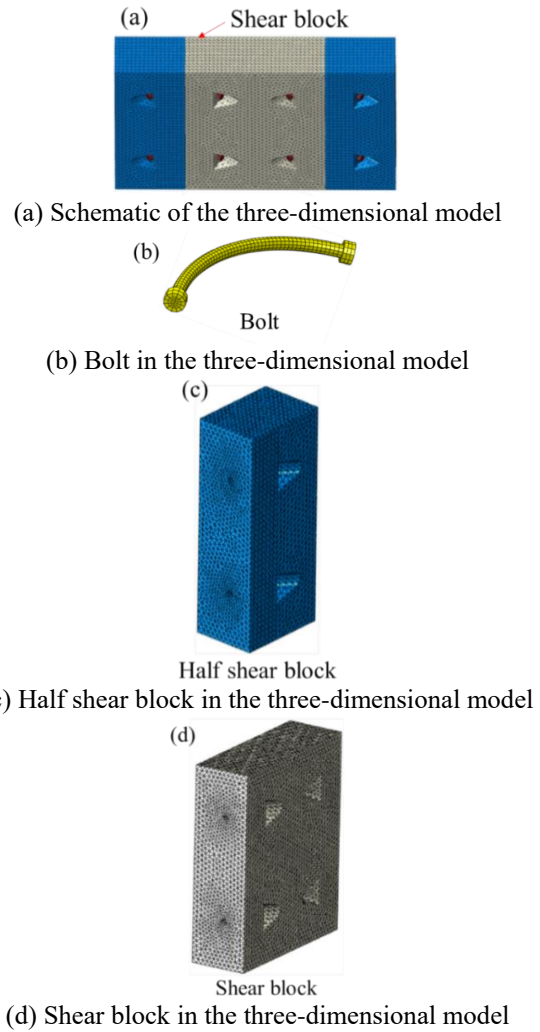 (a)
Shear block
(a) Schematic of the three-dimensional model
(b)
Bolt
(b) Bolt in the three-dimensional model
(c)
Half shear block
) Half shear block in the three-dimensional model
(d)
Shear block
(d) Shear block in the three-dimensional model